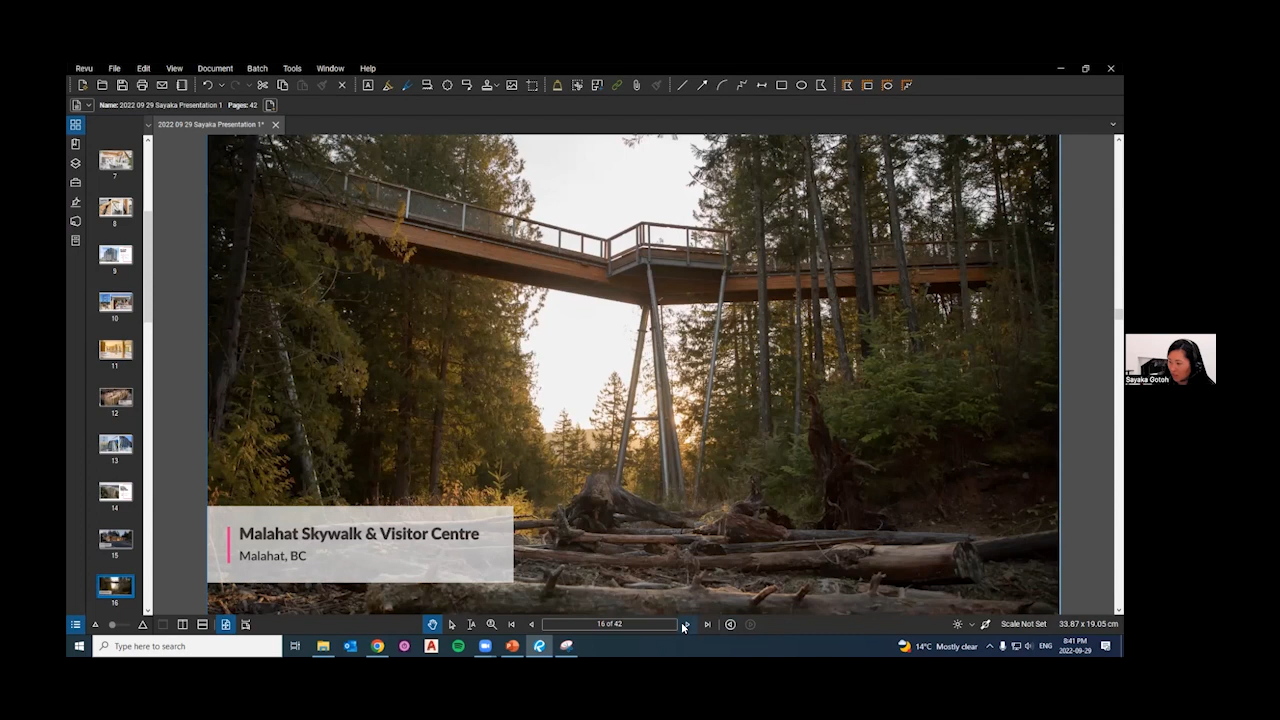 Revu File Edit View Document Batch Tools Window Help
Name: 2022 09 29 Sayaka Presentation 1 Pages: 42
2022 09 29 Sayaka Presentation 1*
7
8
9
10
11
12
13
14
15
16
Malahat Skywalk & Visitor Centre
Malahat, BC
Sayaka Gotoh
16 of 42
Scale Not Set
33.87 x 19.05 cm
Type here to search
14°C Mostly clear
ENG
8:41 PM
2022-09-29